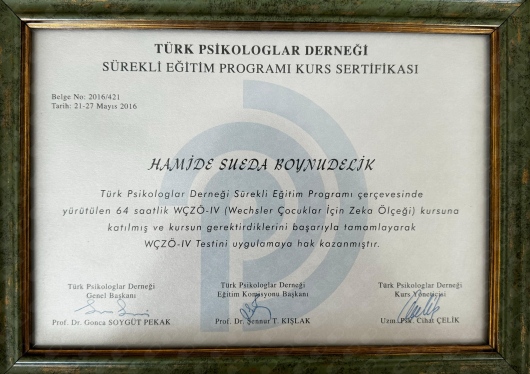 TÜRK PSİKOLOGLAR DERNEĞİ
SÜREKLİ EĞİTİM PROGRAMI KURS SERTİFİKASI
Belge No: 2016/421
Tarih: 21-27 Mayıs 2016
HAMİDE SUEDA BOYNUDELİK
Türk Psikologlar Derneği Sürekli Eğitim Programı çerçevesinde
yürütülen 64 saatlik WÇZÖ-IV (Wechsler Çocuklar İçin Zeka Ölçeği) kursuna
katılmış ve kursun gerektirdiklerini başarıyla tamamlayarak
WÇZÖ-IV Testini uygulamaya hak kazanmıştır.
Türk Psikologlar Derneği
Genel Başkanı
Prof. Dr. Gonca SOYGÜT PEKAK
Türk Psikologlar Derneği
Eğitim Komisyonu Başkanı
Prof. Dr. Şennur T. KIŞLAK
Türk Psikologlar Derneği
Kurs Yöneticisi
Uzm. Psk. Cihat ÇELİK